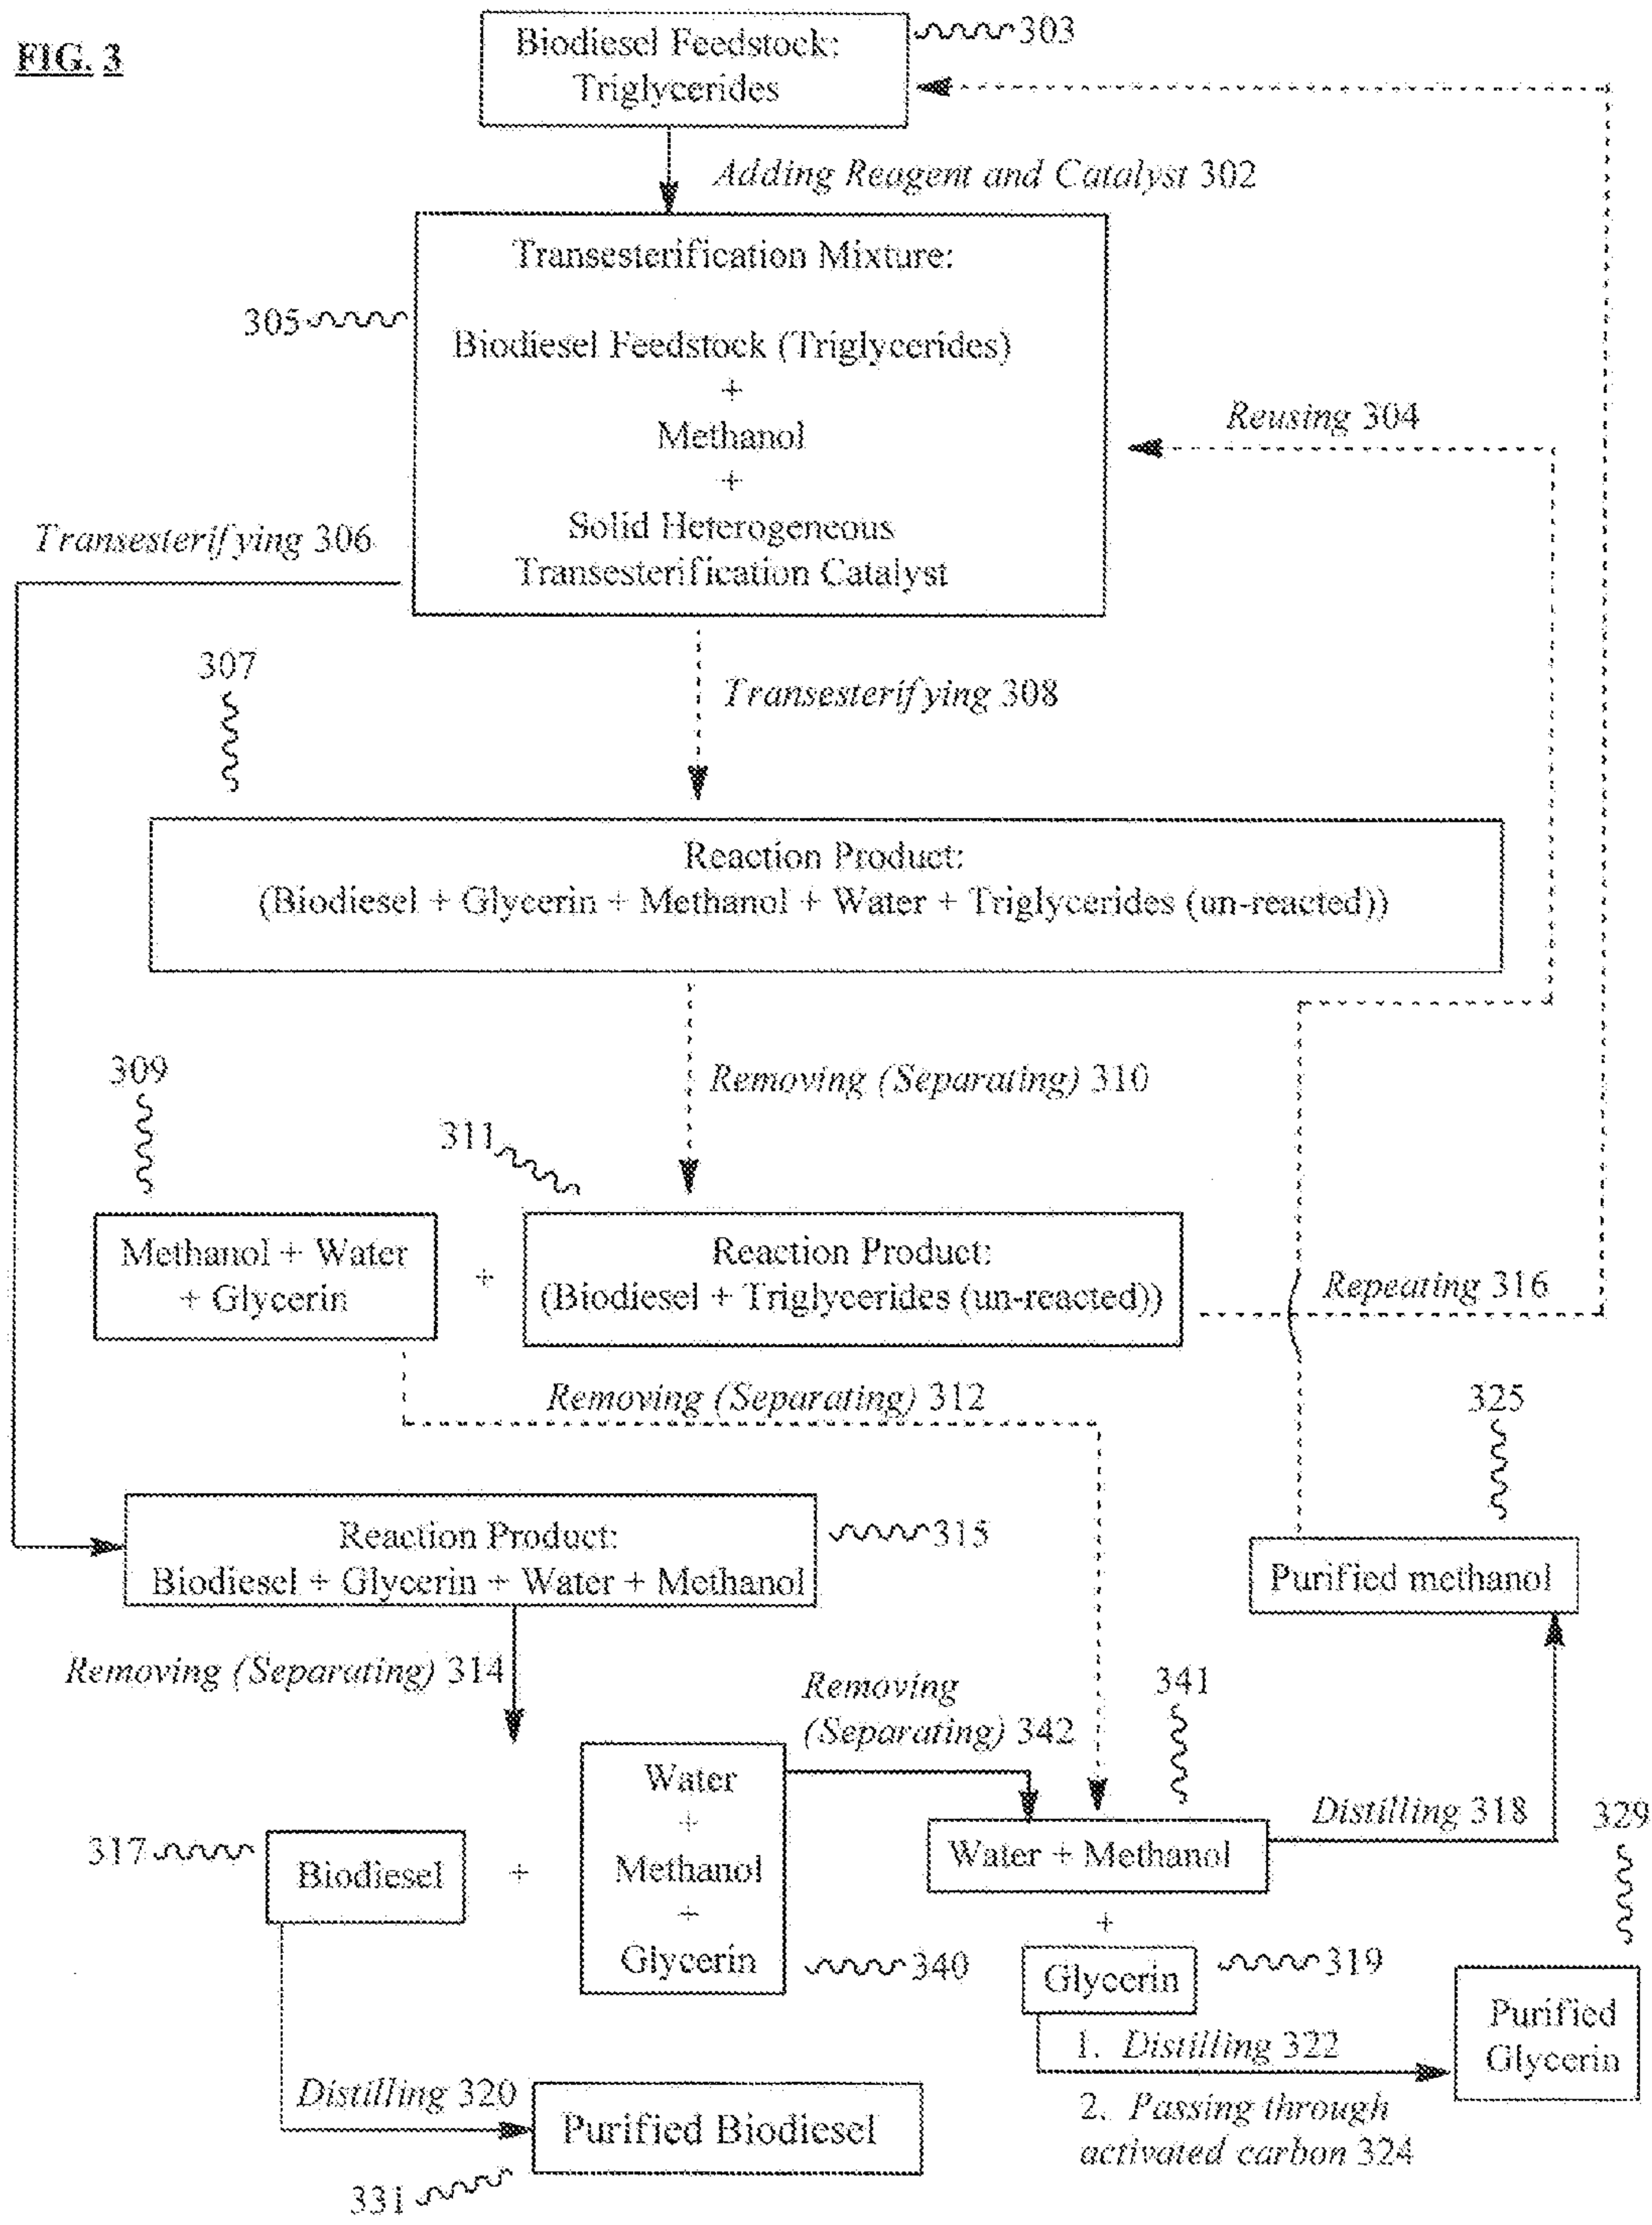 FIG. 3
Biodiesel Feedstock:
Triglycerides
303
Adding Reagent and Catalyst 302
Transesterification Mixture:
305
Biodiesel Feedstock (Triglycerides)
+
Methanol
+
Solid Heterogeneous
Transesterification Catalyst
Reusing 304
Transesterifying 306
307
Transesterifying 308
Reaction Product:
(Biodiesel + Glycerin + Methanol + Water + Triglycerides (un-reacted))
309
Removing (Separating) 310
311
Methanol + Water
+ Glycerin
+
Reaction Product:
(Biodiesel + Triglycerides (un-reacted))
Repeating 316
Removing (Separating) 312
325
Reaction Product:
Biodiesel + Glycerin + Water + Methanol
315
Purified methanol
Removing (Separating) 314
Removing
(Separating) 342
341
Water
+
Methanol
+
Glycerin
317
Biodiesel
+
340
Water + Methanol
Distilling 318
329
+
Glycerin
319
1. Distilling 322
2. Passing through
activated carbon 324
Purified
Glycerin
Distilling 320
Purified Biodiesel
331